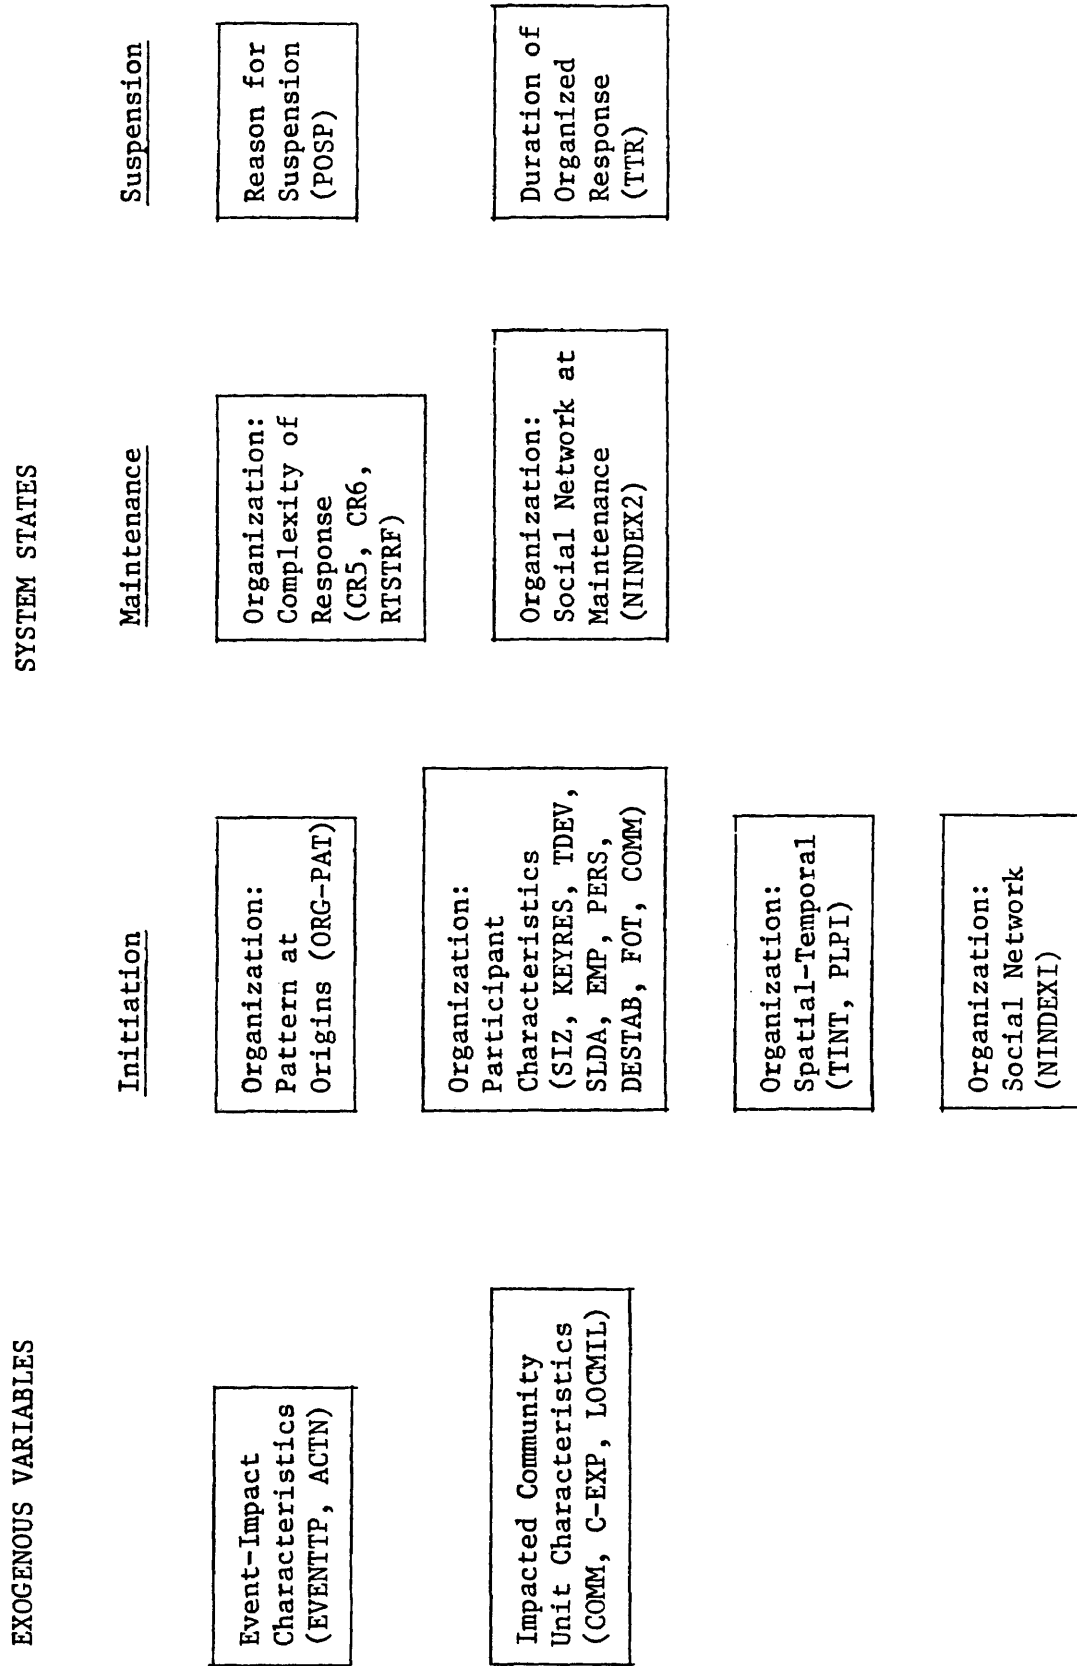 EXOGENOUS VARIABLES
SYSTEM STATES
Initiation
Maintenance
Suspension
Event-Impact
Characteristics
(EVENTTP, ACTN)
Impacted Community
Unit Characteristics
(COMM, C-EXP, LOCMIL)
Organization:
Pattern at
Origins (ORG-PAT)
Organization:
Participant
Characteristics
(SIZ, KEYRES, TDEV,
SLDA, EMP, PERS,
DESTAB, FOT, COMM)
Organization:
Spatial-Temporal
(TINT, PLPI)
Organization:
Social Network
(NINDEXI)
Organization:
Complexity of
Response
(CR5, CR6,
RTSTRF)
Organization:
Social Network at
Maintenance
(NINDEX2)
Reason for
Suspension
(POSP)
Duration of
Organized
Response
(TTR)